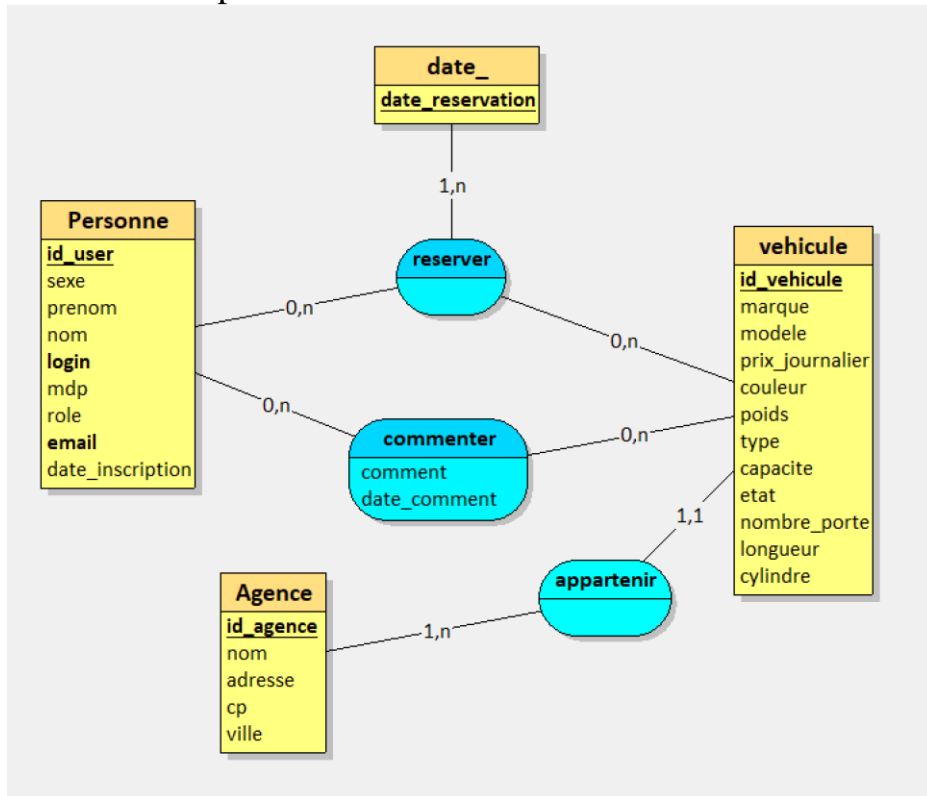 date_
date_reservation
1,n
reserver
0,n
0,n
Personne
id_user
sexe
prenom
nom
login
mdp
role
email
date_inscription
0,n
commenter
comment
date_comment
0,n
vehicule
id_vehicule
marque
modele
prix_journalier
couleur
poids
type
capacite
etat
nombre_porte
longueur
cylindre
1,1
appartenir
1,n
Agence
id_agence
nom
adresse
cp
ville